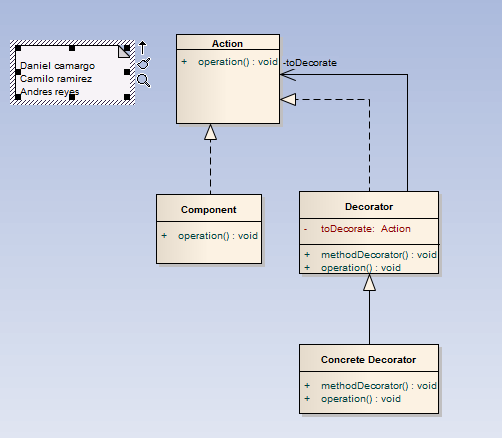 Daniel camargo
Camilo ramirez
Andres reyes
Action
+ operation() : void
-toDecorate
Component
+ operation() : void
Decorator
- toDecorate: Action
+ methodDecorator() : void
+ operation() : void
Concrete Decorator
+ methodDecorator() : void
+ operation() : void